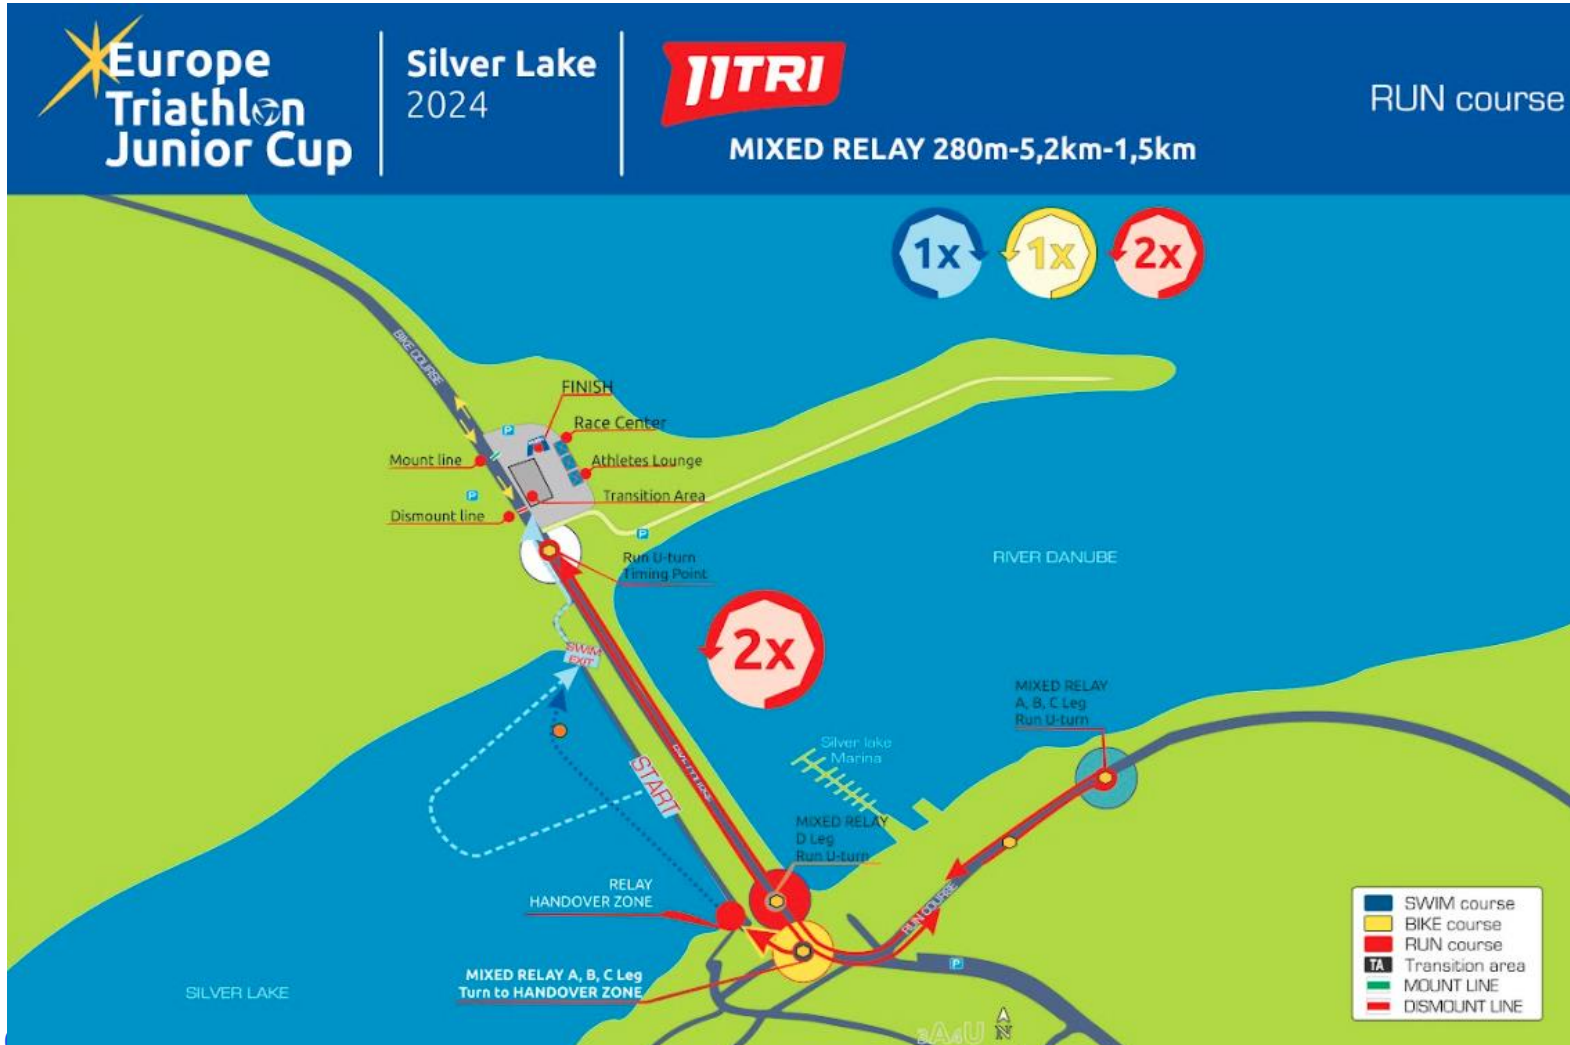 Europe
Triathlon
Junior Cup
Silver Lake
2024
11TRI
MIXED RELAY 280m-5,2km-1,5km
RUN course
1x
1x
2x
BIKE COURSE
FINISH
Race Center
Mount line
Athletes Lounge
P
Transition Area
P
Dismount line
P
Run U-turn
Timing Point
RIVER DANUBE
2x
SWIM
EXIT
MIXED RELAY
A, B, C Leg
Run U-turn
START
Silver lake
Marina
MIXED RELAY
D Leg
Run U-turn
RELAY
HANDOVER ZONE
RUN COURSE
MIXED RELAY A, B, C Leg
Turn to HANDOVER ZONE
P
SILVER LAKE
N
SWIM course
BIKE course
RUN course
TA Transition area
MOUNT LINE
DISMOUNT LINE